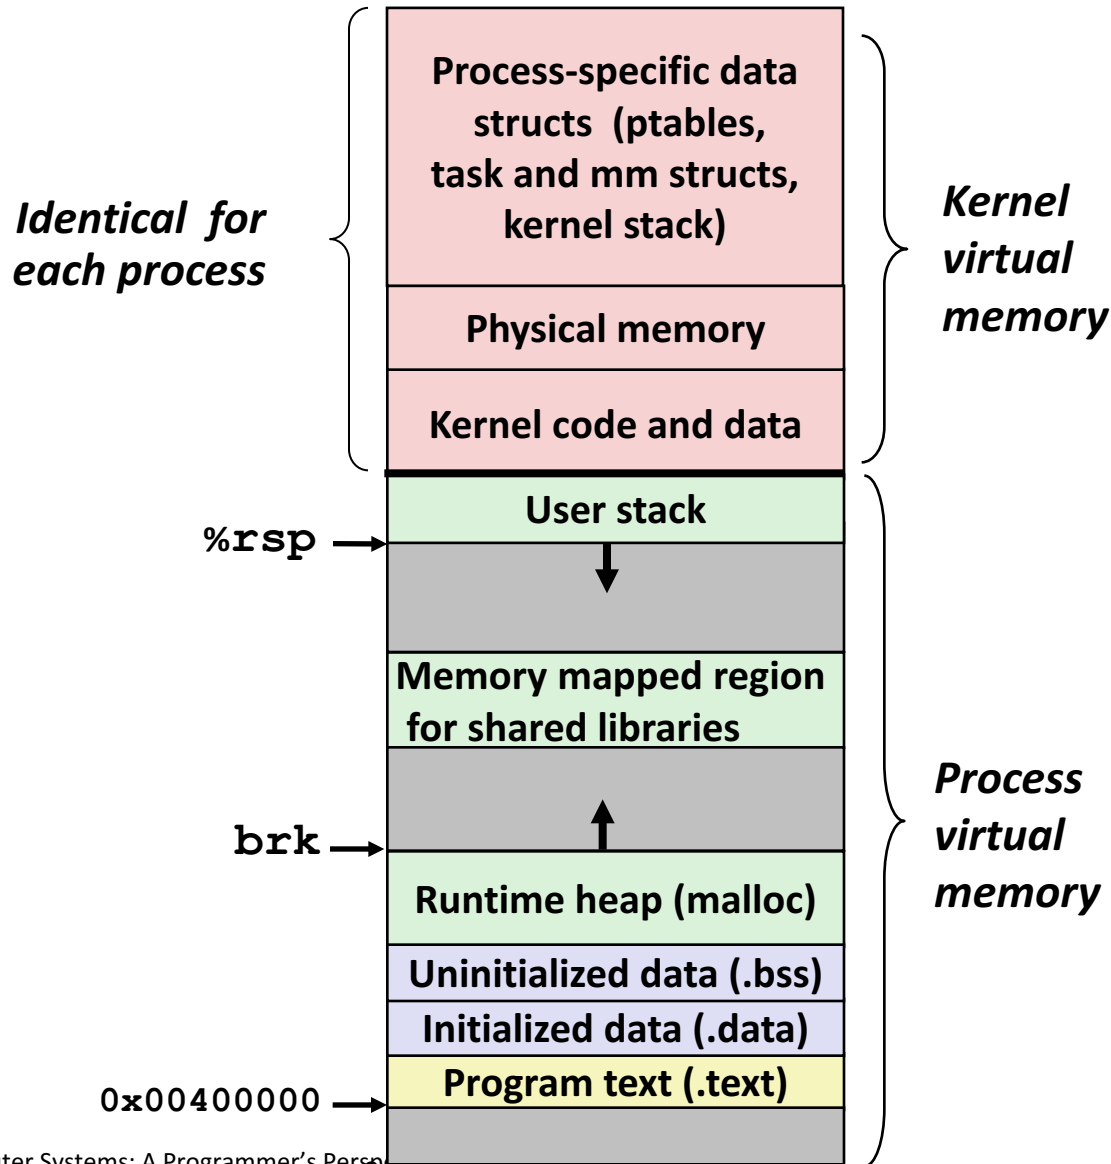 Process-specific data
structs (ptables,
task and mm structs,
kernel stack)
Identical for
each process
Kernel
virtual
memory
Physical memory
Kernel code and data
User stack
%rsp
Memory mapped region
for shared libraries
Process
virtual
memory
brk
Runtime heap (malloc)
Uninitialized data (.bss)
Initialized data (.data)
Program text (.text)
0x00400000
Systems: A Programmer's